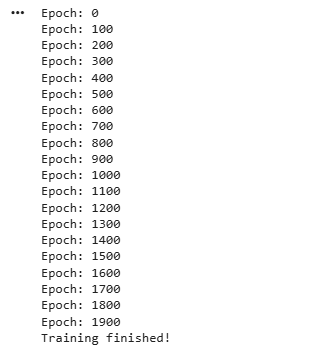 Epoch: 0
Epoch: 100
Epoch: 200
Epoch: 300
Epoch: 400
Epoch: 500
Epoch: 600
Epoch: 700
Epoch: 800
Epoch: 900
Epoch: 1000
Epoch: 1100
Epoch: 1200
Epoch: 1300
Epoch: 1400
Epoch: 1500
Epoch: 1600
Epoch: 1700
Epoch: 1800
Epoch: 1900
Training finished!